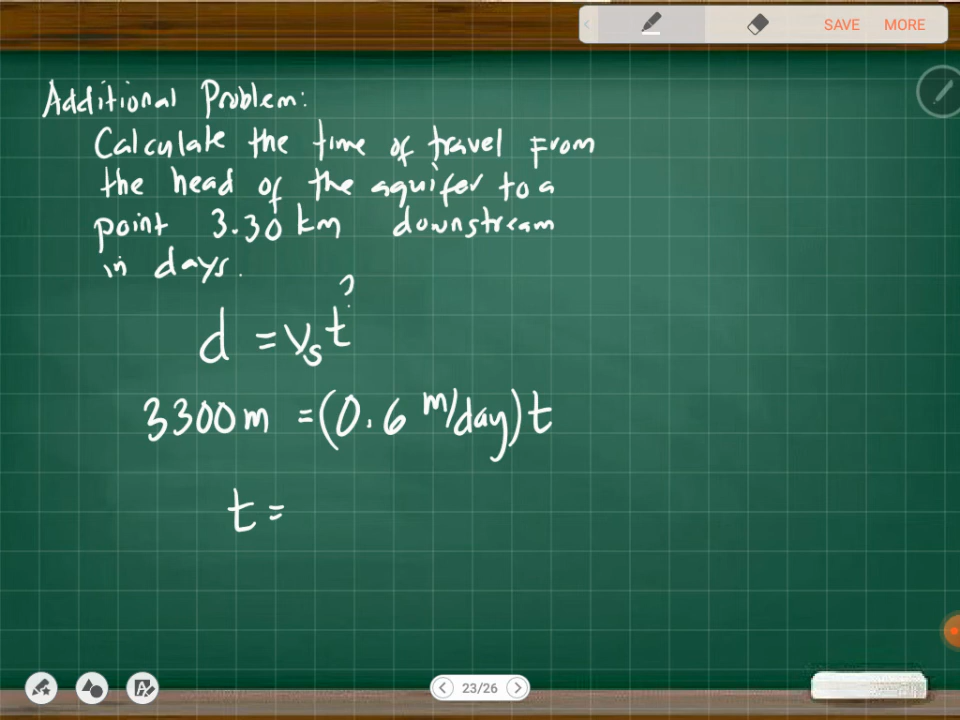 SAVE MORE
Additional Problem:
Calculate the time of travel from
the head of the aquifer to a
point 3.30 km downstream
in days.
?
d = vₛt
3300 m = (0.6 m/day) t
t =
23/26